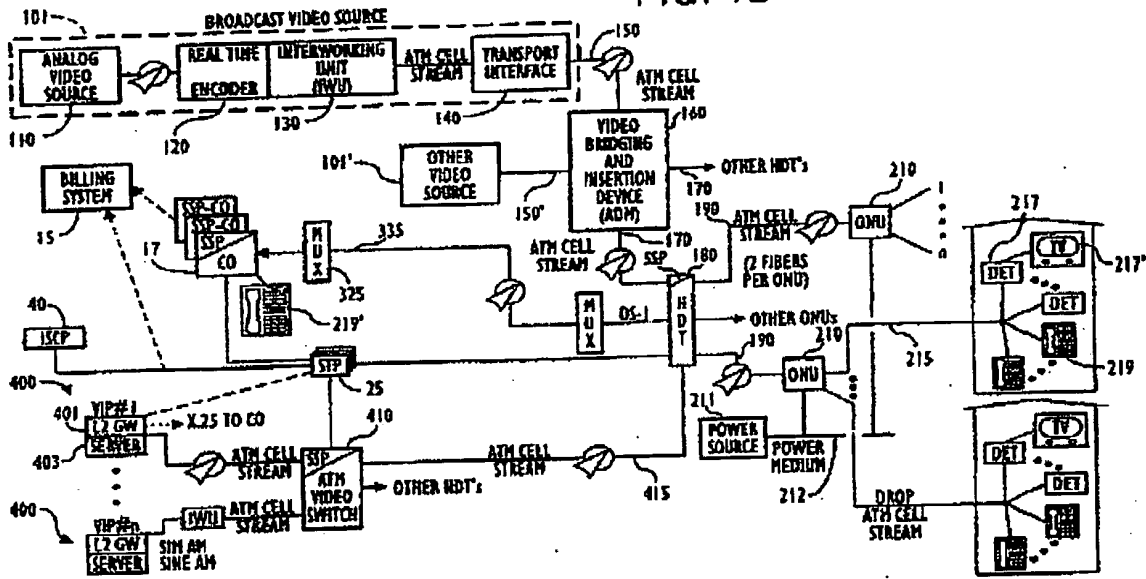 101
BROADCAST VIDEO SOURCE
ANALOG
VIDEO
SOURCE
REAL TIME
ENCODER
INTERWORKING
UNIT
(IWU)
ATM CELL
STREAM
TRANSPORT
INTERFACE
150
110
120
130
140
ATM CELL
STREAM
160
VIDEO
BRIDGING
AND
INSERTION
DEVICE
(ADM)
101'
OTHER
VIDEO
SOURCE
150'
OTHER HDT's
170
210
BILLING
SYSTEM
15
SSP-CO
SSP-CO
SSP
CO
17
MUX
335
325
219'
ATM CELL
STREAM
170
190
ATM CELL
STREAM
(2 FIBERS
PER ONU)
ONU
1
n
SSP
180
HDT
MUX
DS-1
OTHER ONUs
217
TV
217'
DET
DET
219
40
ISCP
STP
25
190
210
ONU
215
400
401
VIP#1
L2 GW
SERVER
403
X.25 TO CO
410
SSP
ATM
VIDEO
SWITCH
ATM CELL
STREAM
OTHER HDT's
ATM CELL
STREAM
415
211
POWER
SOURCE
POWER
MEDIUM
212
DROP
ATM CELL
STREAM
TV
DET
DET
400
VIP#n
L2 GW
SERVER
IWU
ATM CELL
STREAM
SIM AM
SINE AM